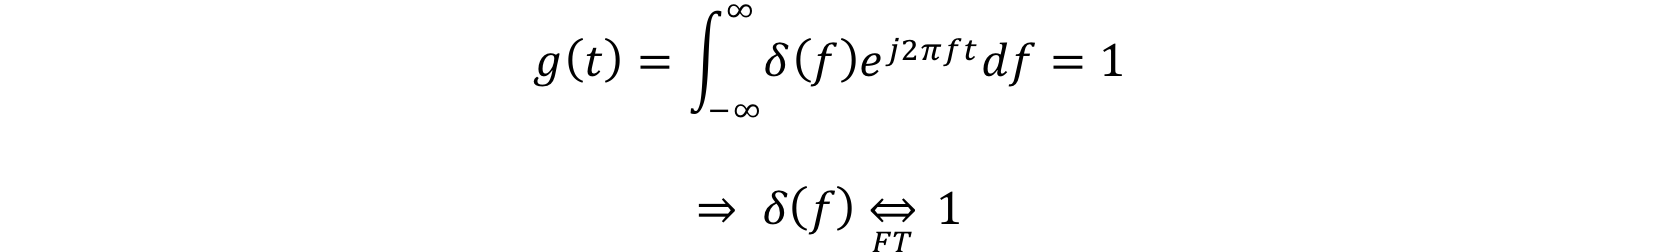 g(t) = ∫_{-∞}^{∞} δ(f)e^{j2πft}df = 1
⇒ δ(f) ⇔_{FT} 1